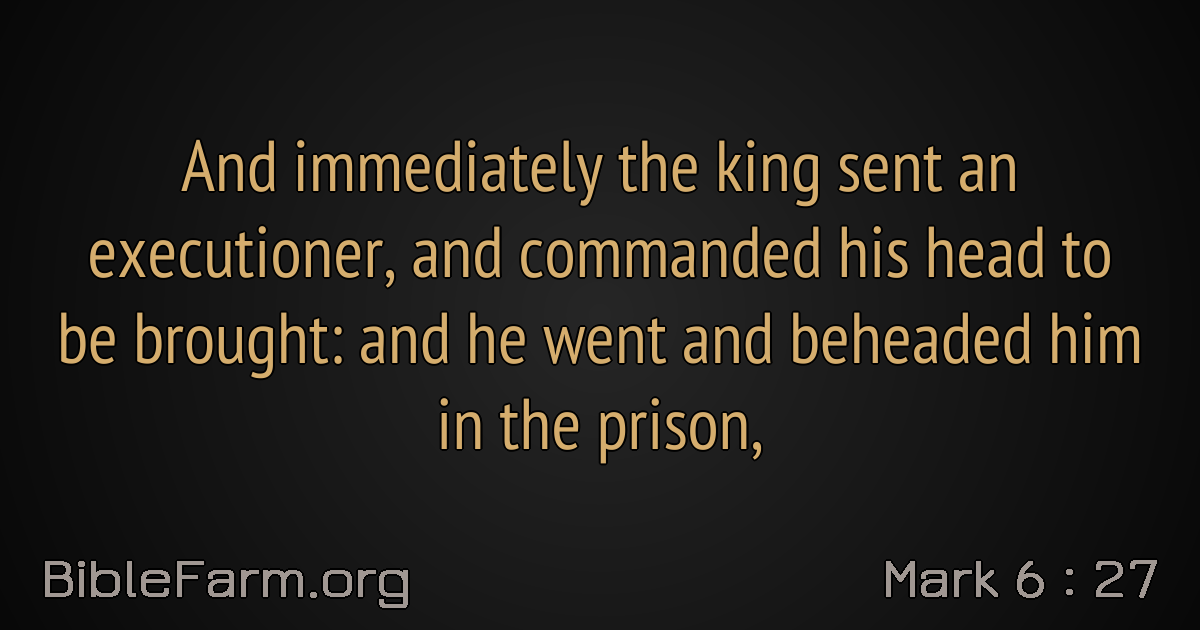 And immediately the king sent an
executioner, and commanded his head to
be brought: and he went and beheaded him
in the prison,
BibleFarm.org
Mark 6 : 27